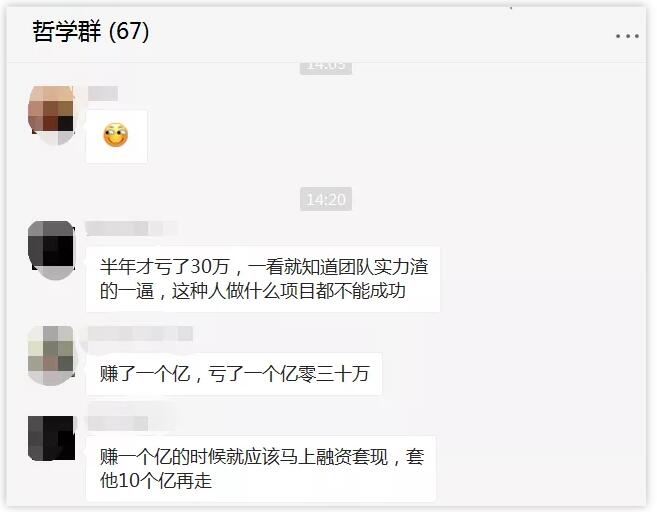 哲学群 (67)
14:05
14:20
半年才亏了30万，一看就知道团队实力渣
的一逼，这种人做什么项目都不能成功
赚了一个亿，亏了一个亿零三十万
赚一个亿的时候就应该马上融资套现，套
他10个亿再走